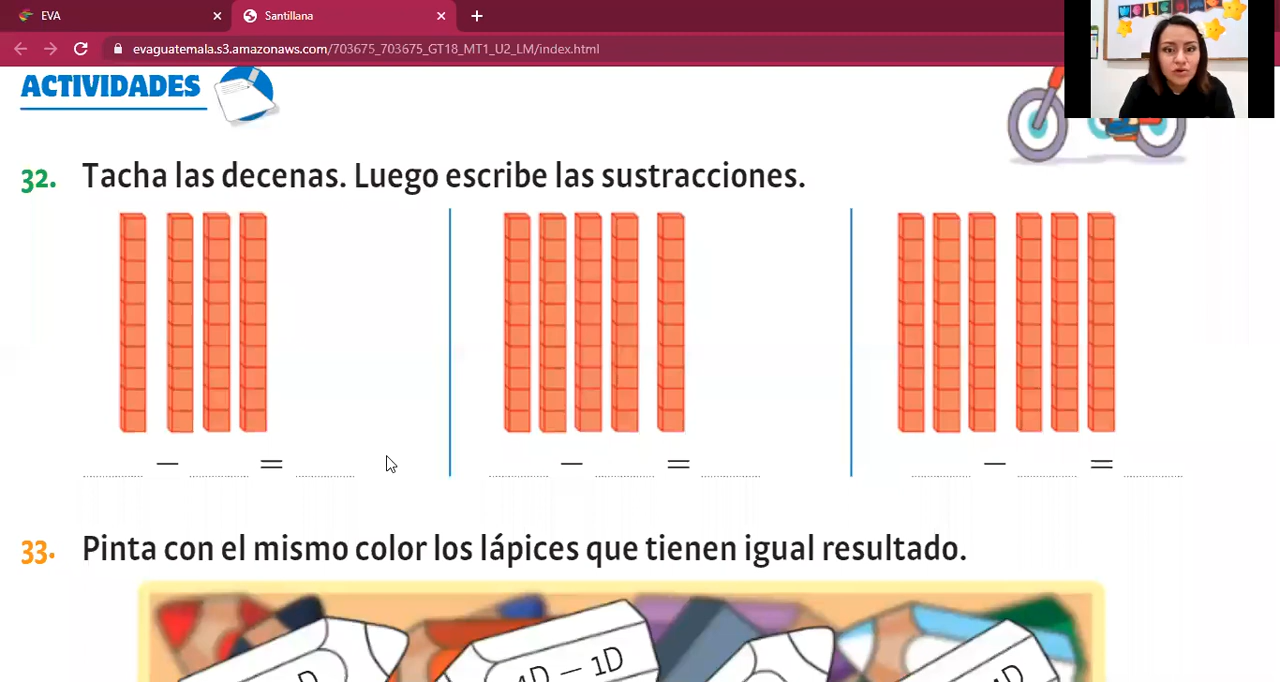 EVA
Santillana
evaguatemala.s3.amazonaws.com/703675_703675_GT18_MT1_U2_LM/index.html
ACTIVIDADES
32. Tacha las decenas. Luego escribe las sustracciones.
− =
− =
− =
33. Pinta con el mismo color los lápices que tienen igual resultado.
4D − 1D